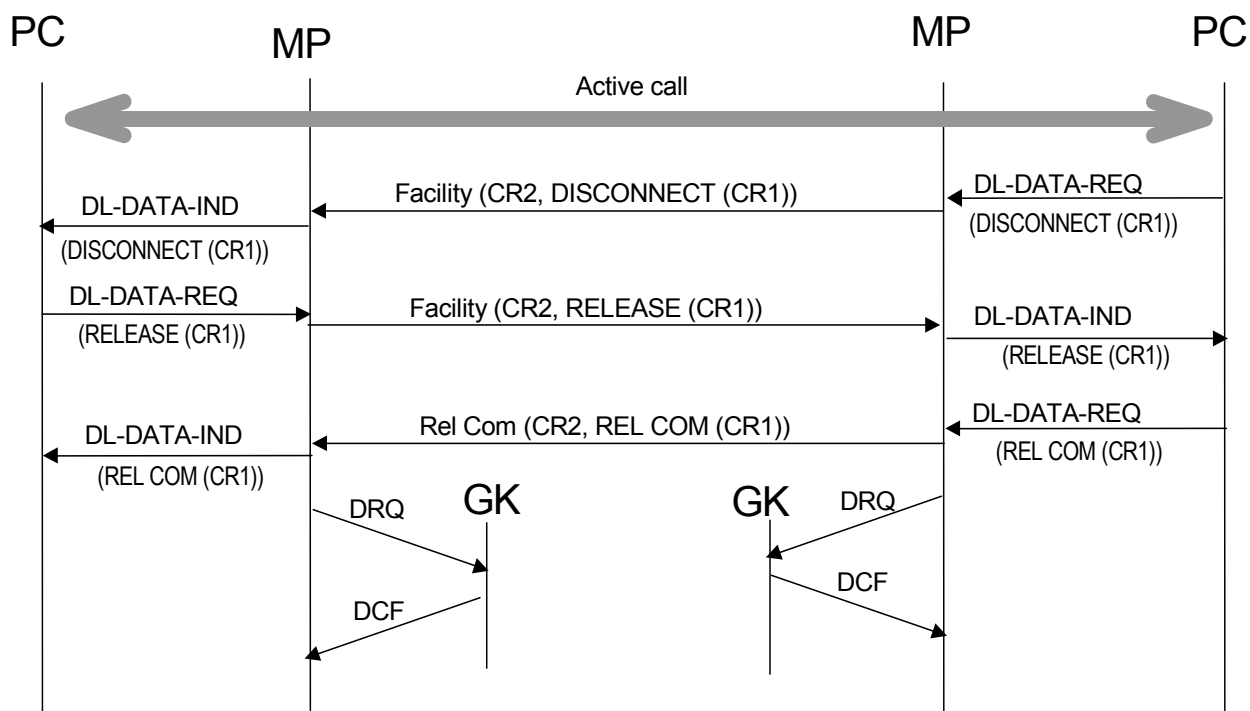 PC
MP
MP
PC
Active call
DL-DATA-IND
Facility (CR2, DISCONNECT (CR1))
DL-DATA-REQ
(DISCONNECT (CR1))
(DISCONNECT (CR1))
DL-DATA-REQ
Facility (CR2, RELEASE (CR1))
DL-DATA-IND
(RELEASE (CR1))
(RELEASE (CR1))
DL-DATA-IND
Rel Com (CR2, REL COM (CR1))
DL-DATA-REQ
(REL COM (CR1))
(REL COM (CR1))
DRQ
GK
GK
DRQ
DCF
DCF